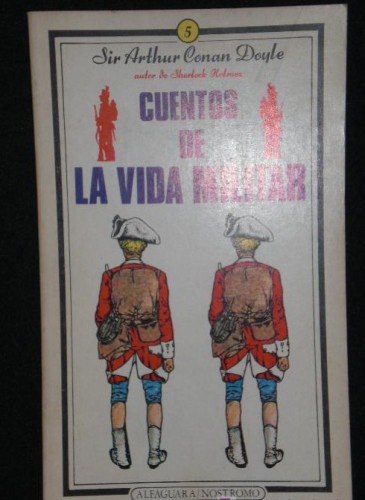 5
Sir Arthur Conan Doyle
autor de Sherlock Holmes
CUENTOS
DE
LA VIDA MILITAR
ALFAGUARA/NOSTROMO